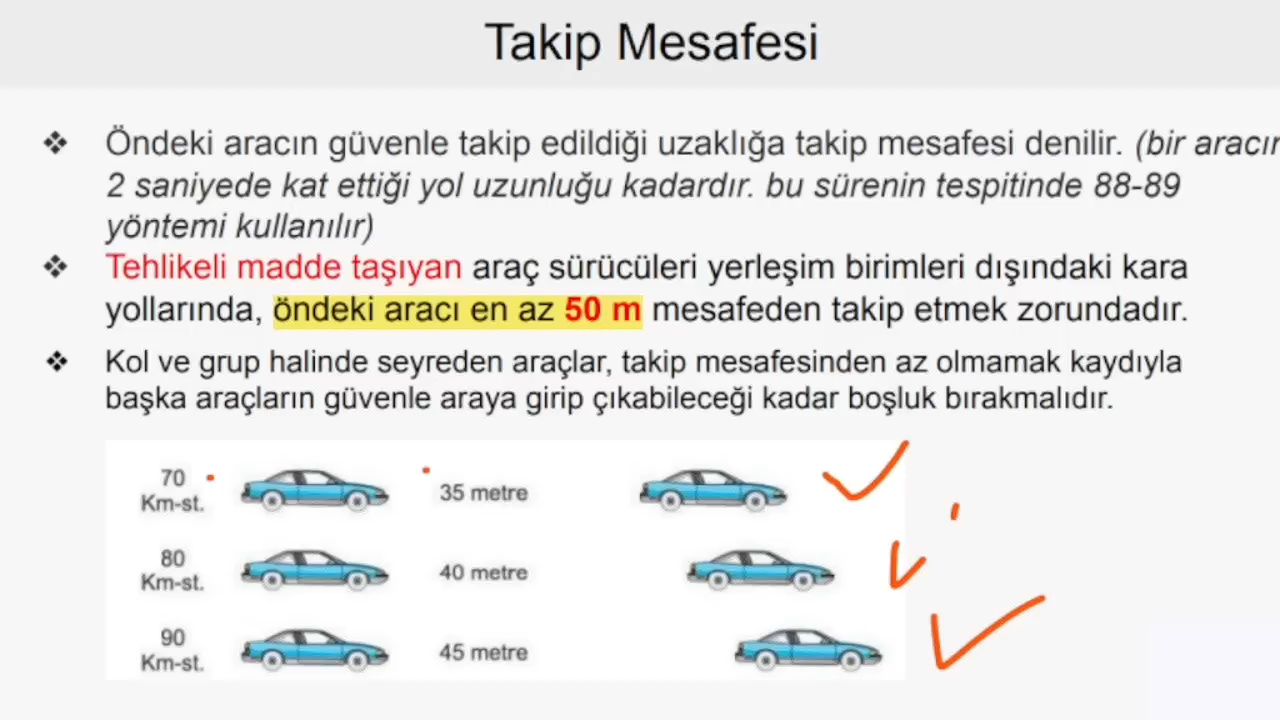 Takip Mesafesi
❖ Öndeki aracın güvenle takip edildiği uzaklığa takip mesafesi denilir. (bir aracın
2 saniyede kat ettiği yol uzunluğu kadardır. bu sürenin tespitinde 88-89
yöntemi kullanılır)
❖ Tehlikeli madde taşıyan araç sürücüleri yerleşim birimleri dışındaki kara
yollarında, öndeki aracı en az 50 m mesafeden takip etmek zorundadır.
❖ Kol ve grup halinde seyreden araçlar, takip mesafesinden az olmamak kaydıyla
başka araçların güvenle araya girip çıkabileceği kadar boşluk bırakmalıdır.
70
Km-st.
35 metre
80
Km-st.
40 metre
90
Km-st.
45 metre